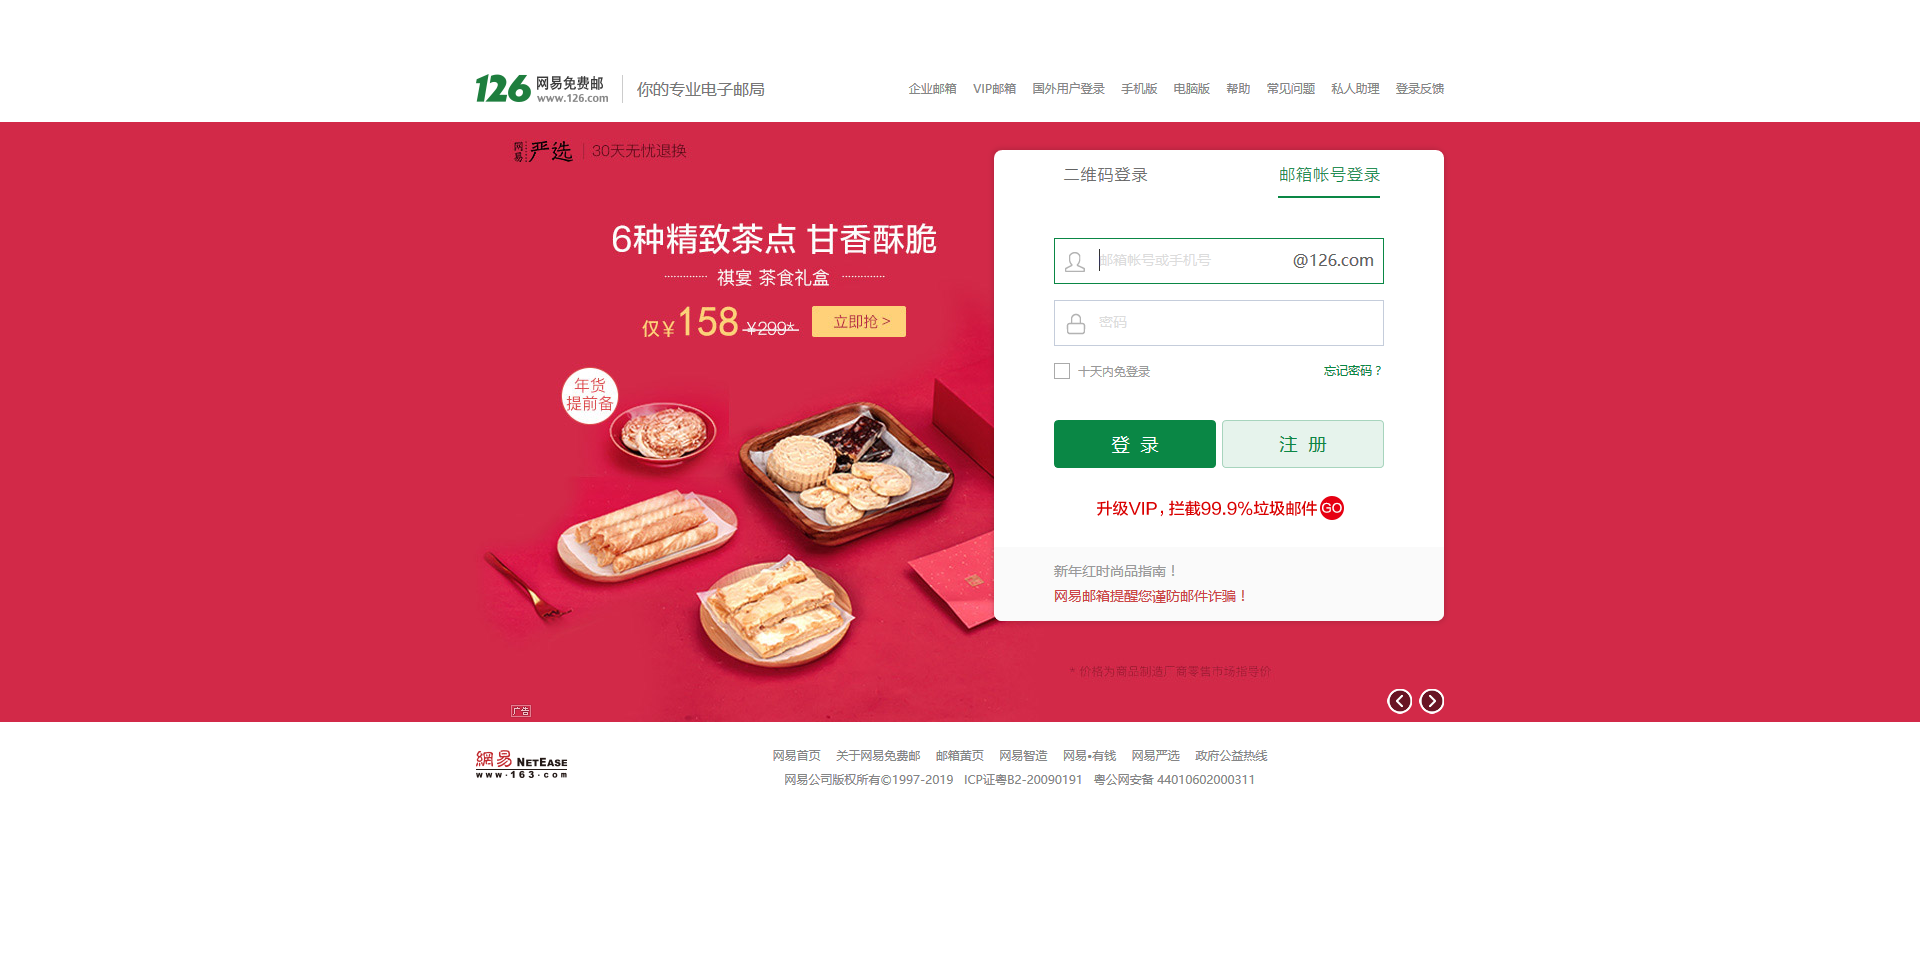 126 网易免费邮
www.126.com
你的专业电子邮局
企业邮箱 VIP邮箱 国外用户登录 手机版 电脑版 帮助 常见问题 私人助理 登录反馈
网易严选 30天无忧退换
6种精致茶点 甘香酥脆
祺宴 茶食礼盒
仅¥158 ¥299* 立即抢 >
年货
提前备
二维码登录 邮箱帐号登录
邮箱帐号或手机号 @126.com
密码
十天内免登录 忘记密码?
登 录 注 册
升级VIP,拦截99.9%垃圾邮件 GO
新年红时尚品指南!
网易邮箱提醒您谨防邮件诈骗!
* 价格为商品制造厂商零售市场指导价
广告
網易 NETEASE
www.163.com
网易首页 关于网易免费邮 邮箱黄页 网易智造 网易•有钱 网易严选 政府公益热线
网易公司版权所有©1997-2019 ICP证粤B2-20090191 粤公网安备 44010602000311